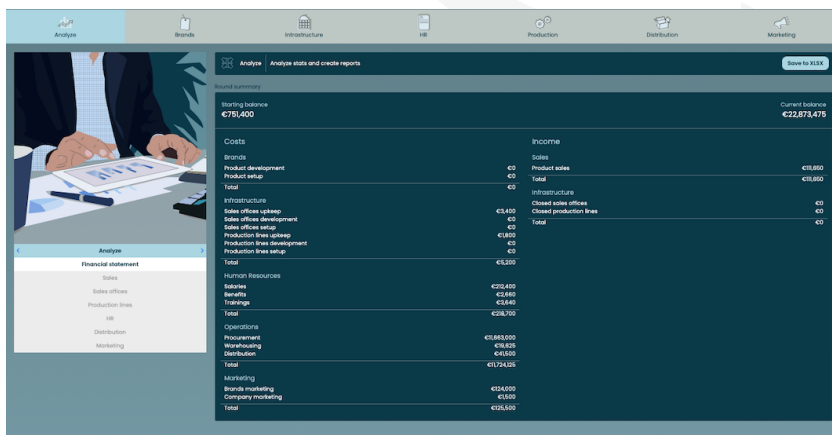 Analyze
Brands
Infrastructure
HR
Production
Distribution
Marketing
Analyze Analyze stats and create reports
Save to XLSX
Round summary
Starting balance
€751,400
Current balance
€22,873,475
Costs
Brands
Product development €0
Product setup €0
Total €0
Infrastructure
Sales offices upkeep €3,400
Sales offices development €0
Sales offices setup €0
Production lines upkeep €1,800
Production lines development €0
Production lines setup €0
Total €5,200
Human Resources
Salaries €212,400
Benefits €2,660
Trainings €3,640
Total €218,700
Operations
Procurement €11,663,000
Warehousing €19,625
Distribution €41,500
Total €11,724,125
Marketing
Brands marketing €124,000
Company marketing €1,500
Total €125,500
Income
Sales
Product sales €111,650
Total €111,650
Infrastructure
Closed sales offices €0
Closed production lines €0
Total €0
Analyze
Financial statement
Sales
Sales offices
Production lines
HR
Distribution
Marketing